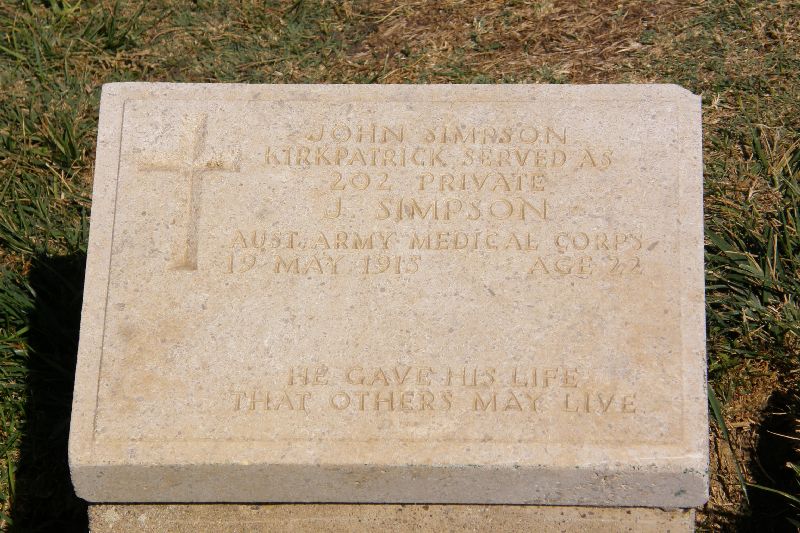 JOHN SIMPSON
KIRKPATRICK, SERVED AS
202 PRIVATE
J. SIMPSON
AUST. ARMY MEDICAL CORPS.
19 MAY 1915 AGE 22
HE GAVE HIS LIFE
THAT OTHERS MAY LIVE